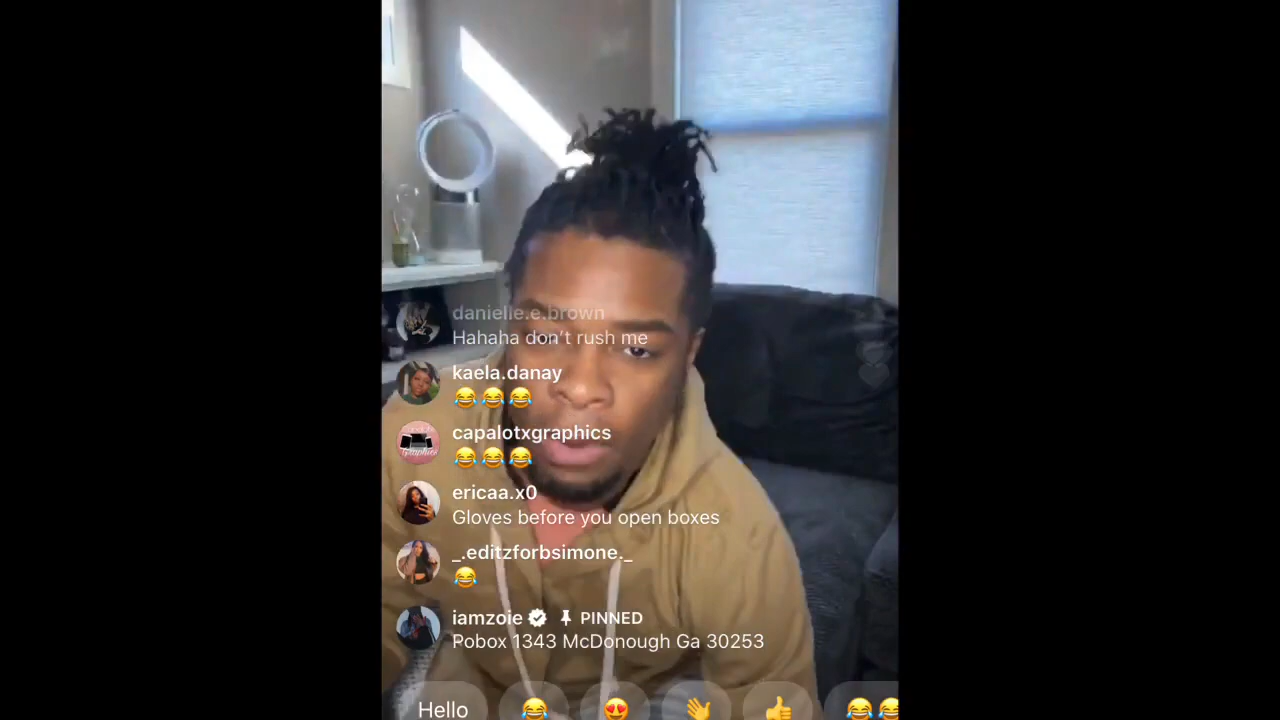 danielle.e.brown
Hahaha don't rush me
kaela.danay
😂😂😂
capalotxgraphics
😂😂😂
ericaa.x0
Gloves before you open boxes
_.editzforbsimone._
😂
iamzoie PINNED
Pobox 1343 McDonough Ga 30253
Hello 😂 😍 👋 👍 😂😂